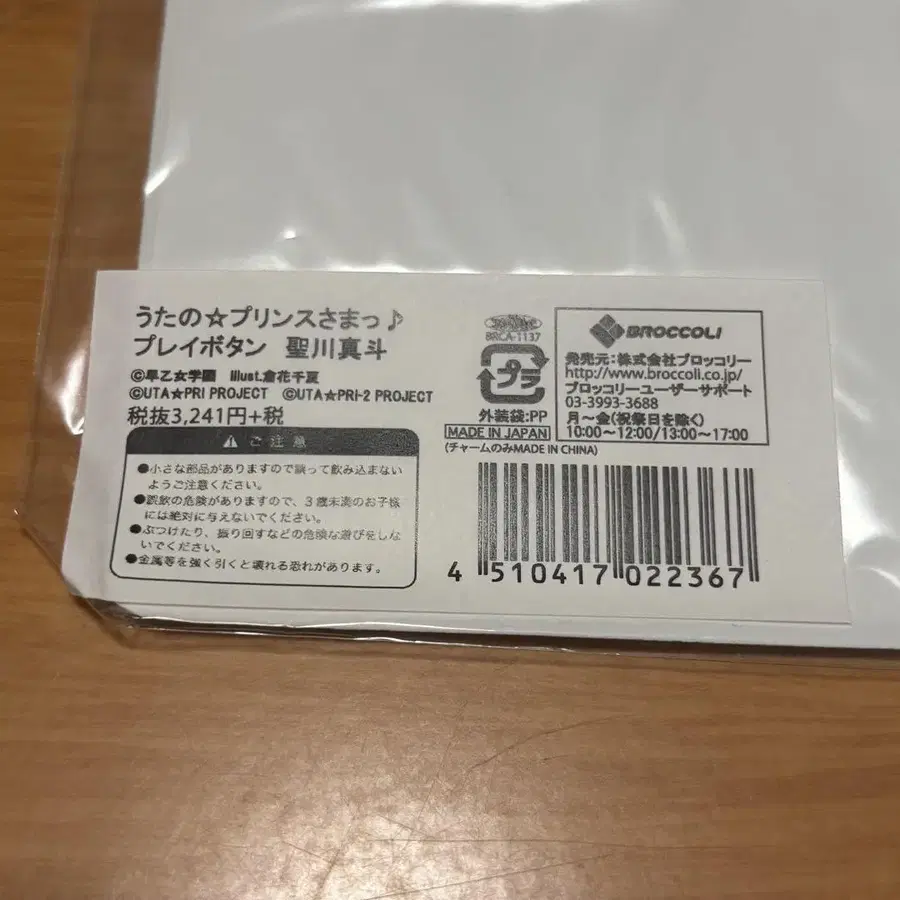 うたの☆プリンスさまっ♪
プレイボタン 聖川真斗
©早乙女学園 Illust.倉花千夏
©UTA☆PRI PROJECT ©UTA☆PRI-2 PROJECT
税抜3,241円+税
ご注意
●小さな部品がありますので誤って飲み込まない
ようご注意ください。
●誤飲の危険がありますので、3歳未満のお子様
には絶対に与えないでください。
●ぶつけたり、振り回すなどの危険な遊びをしな
いでください。
●金属等を強く引くと壊れる恐れがあります。
BRCA-1137
プラ
外装袋:PP
MADE IN JAPAN
(チャームのみMADE IN CHINA)
BROCCOLI
発売元:株式会社ブロッコリー
http://www.broccoli.co.jp/
ブロッコリーユーザーサポート
03-3993-3688
月～金(祝祭日を除く)
10:00～12:00/13:00～17:00
4 510417 022367